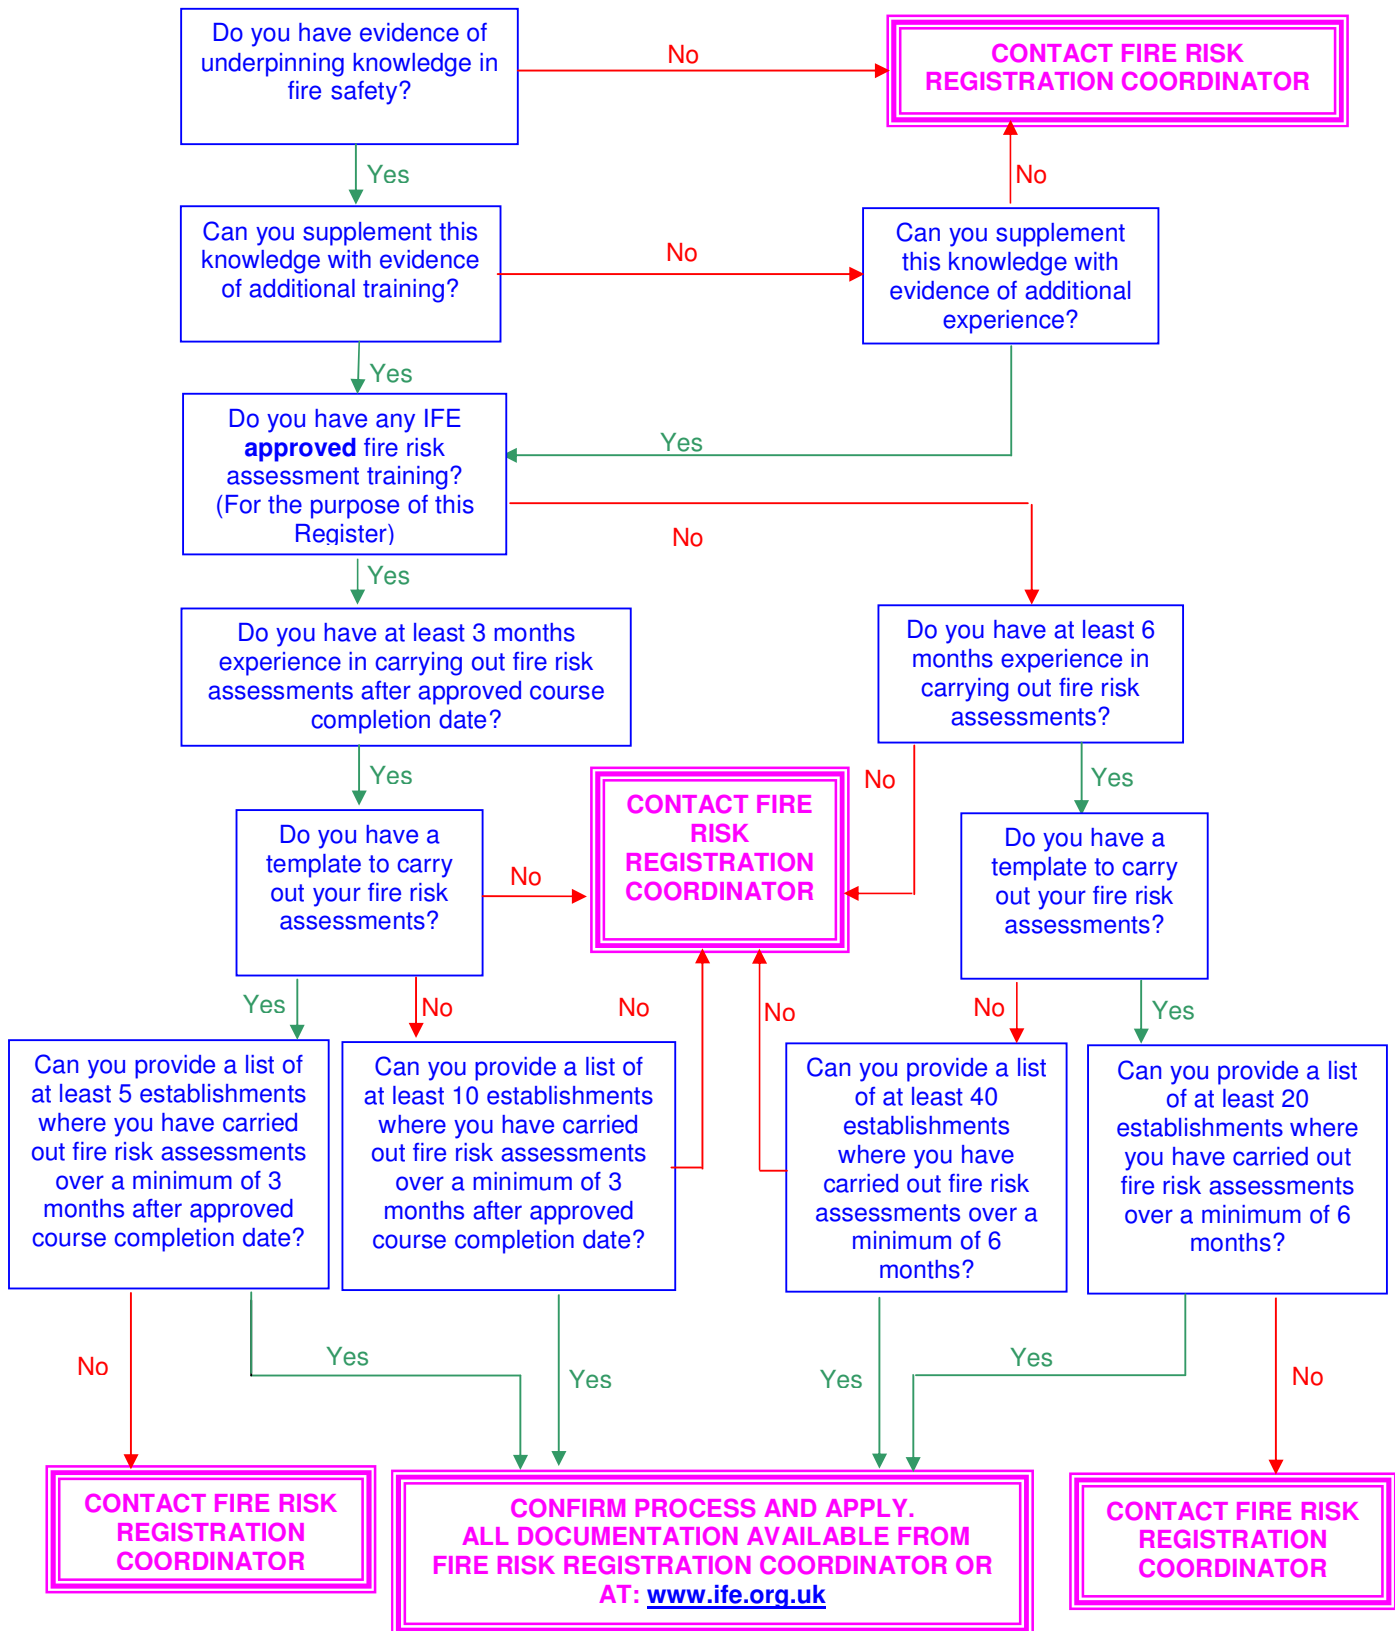 Do you have evidence of
underpinning knowledge in
fire safety?
No
CONTACT FIRE RISK
REGISTRATION COORDINATOR
Yes
No
Can you supplement this
knowledge with evidence
of additional training?
No
Can you supplement
this knowledge with
evidence of additional
experience?
Yes
Do you have any IFE
approved fire risk
assessment training?
(For the purpose of this
Register)
Yes
No
Yes
Do you have at least 3 months
experience in carrying out fire risk
assessments after approved course
completion date?
Do you have at least 6
months experience in
carrying out fire risk
assessments?
Yes
No
Yes
CONTACT FIRE
RISK
REGISTRATION
COORDINATOR
Do you have a
template to carry
out your fire risk
assessments?
No
Do you have a
template to carry
out your fire risk
assessments?
Yes
No
No
No
No
Yes
Can you provide a list of
at least 5 establishments
where you have carried
out fire risk assessments
over a minimum of 3
months after approved
course completion date?
Can you provide a list of
at least 10 establishments
where you have carried
out fire risk assessments
over a minimum of 3
months after approved
course completion date?
Can you provide a list
of at least 40
establishments
where you have
carried out fire risk
assessments over a
minimum of 6
months?
Can you provide a list
of at least 20
establishments where
you have carried out
fire risk assessments
over a minimum of 6
months?
No
Yes
Yes
Yes
Yes
No
CONTACT FIRE RISK
REGISTRATION
COORDINATOR
CONFIRM PROCESS AND APPLY.
ALL DOCUMENTATION AVAILABLE FROM
FIRE RISK REGISTRATION COORDINATOR OR
AT: www.ife.org.uk
CONTACT FIRE RISK
REGISTRATION
COORDINATOR